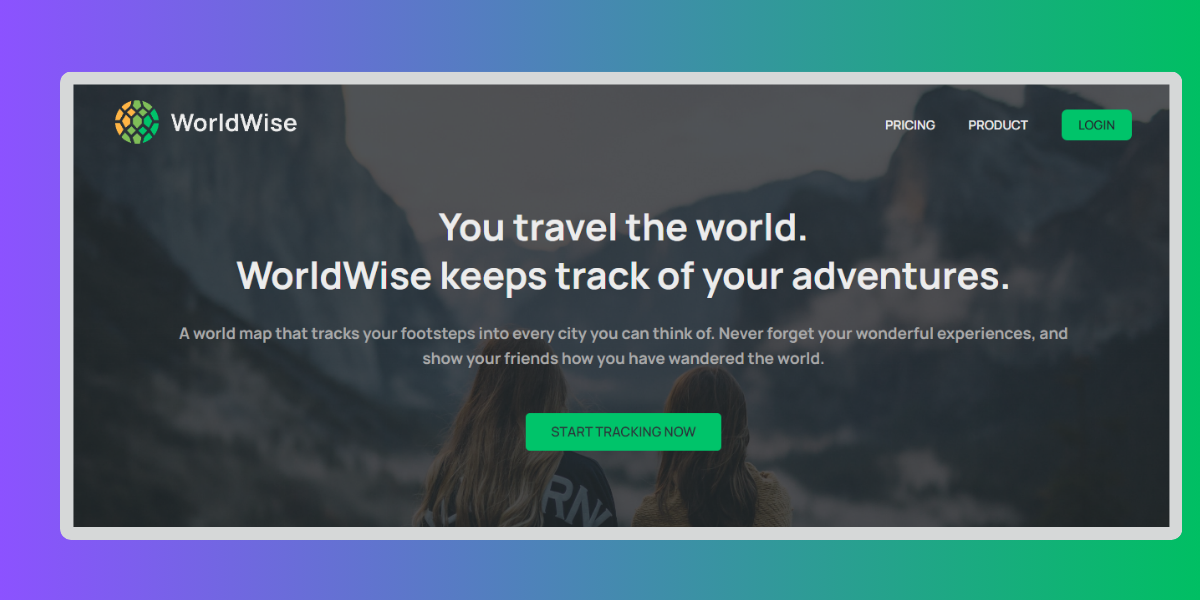 WorldWise
PRICING
PRODUCT
LOGIN
You travel the world.
WorldWise keeps track of your adventures.
A world map that tracks your footsteps into every city you can think of. Never forget your wonderful experiences, and
show your friends how you have wandered the world.
START TRACKING NOW